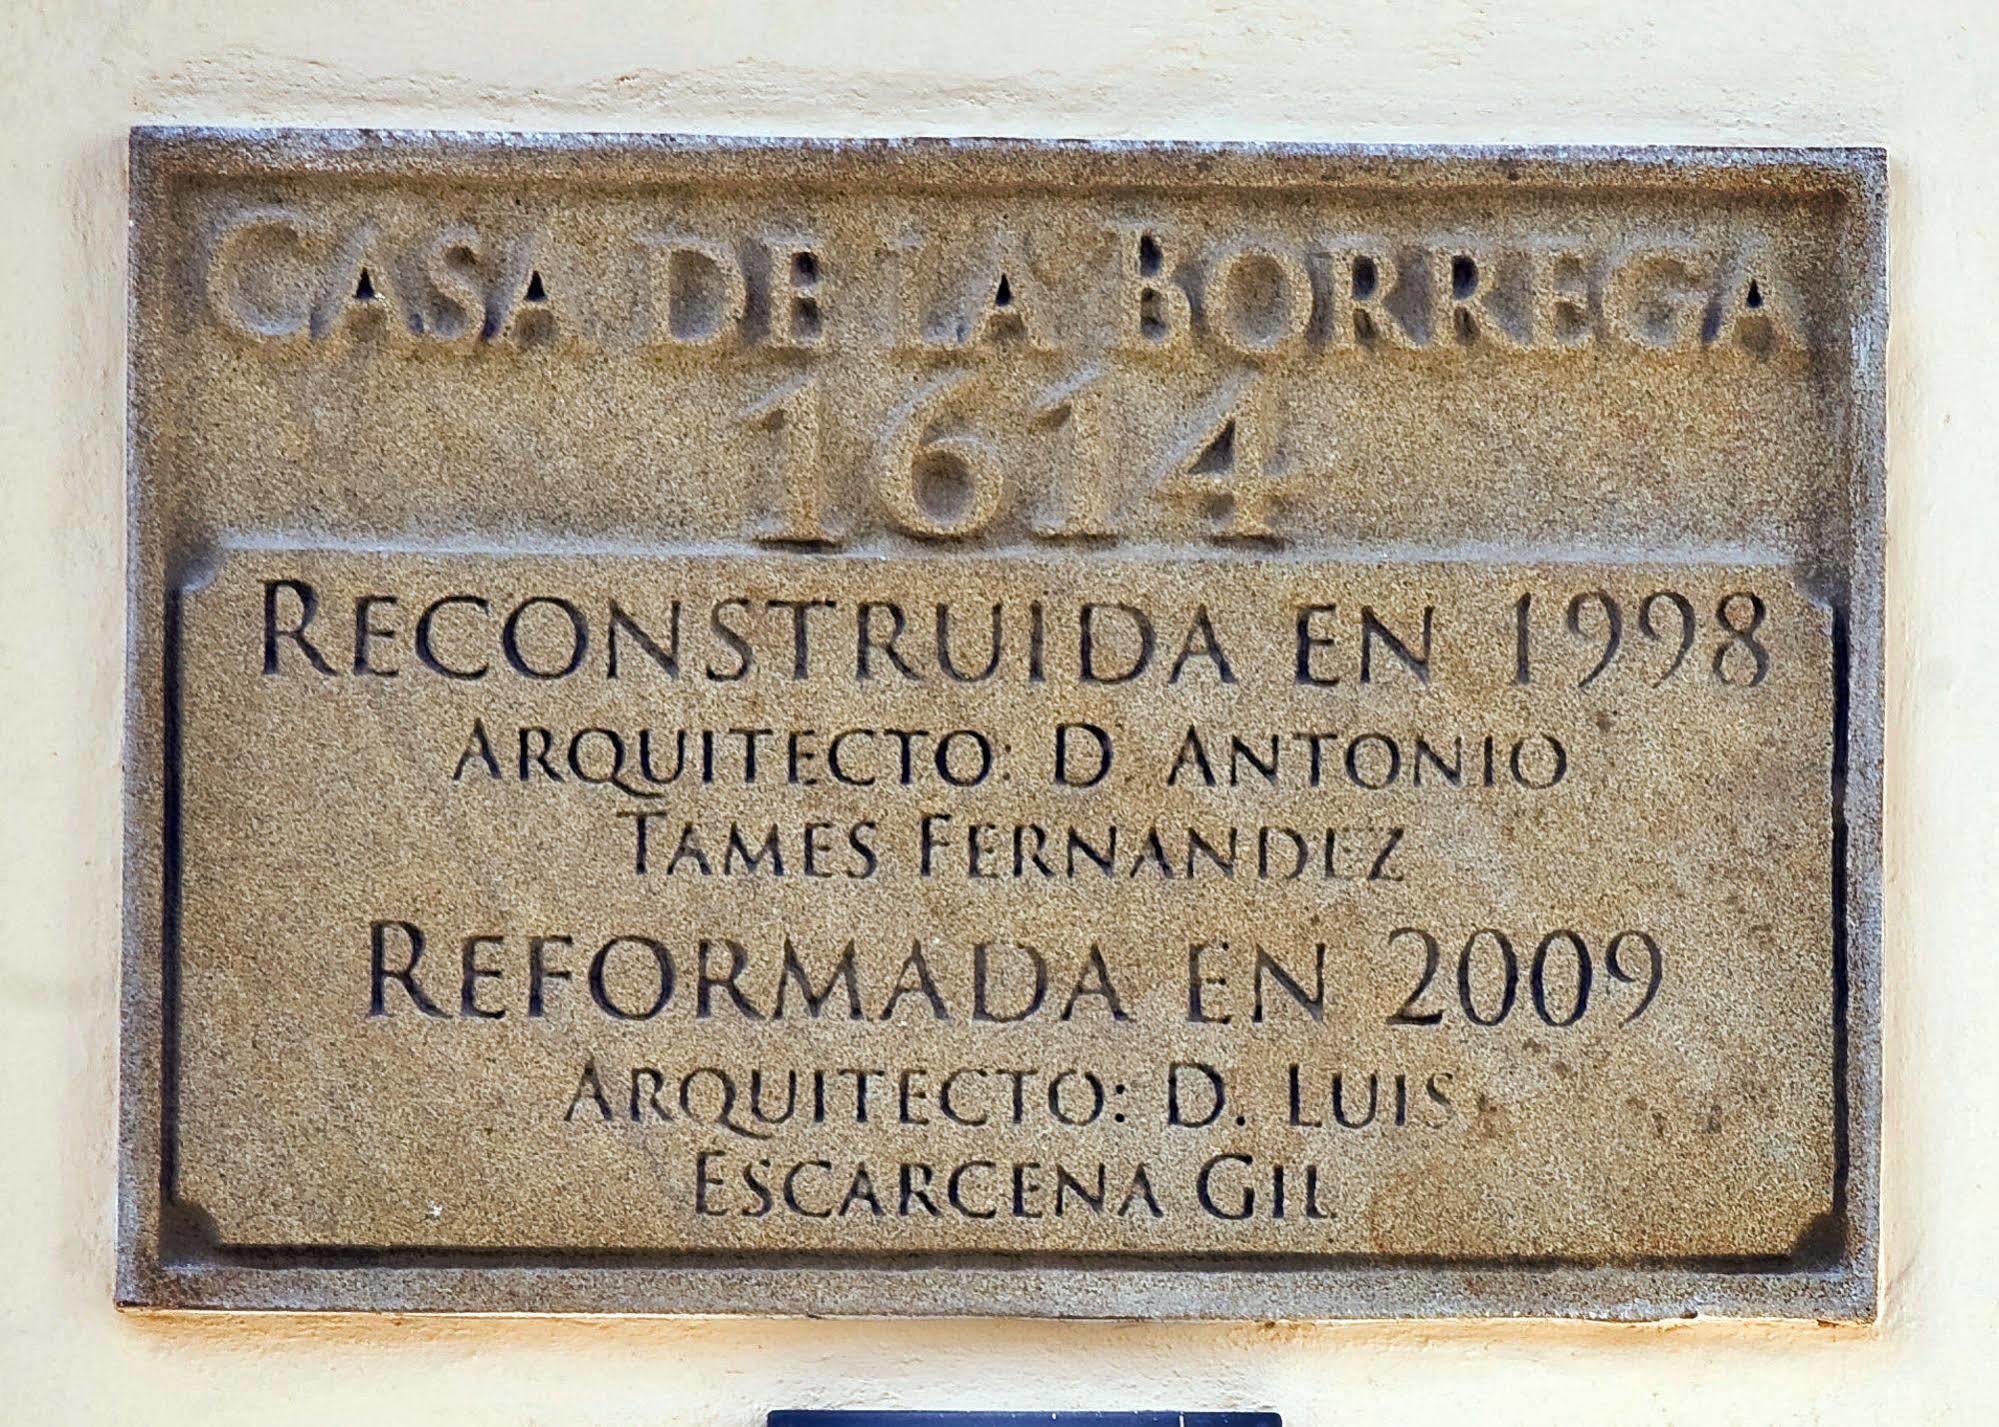 CASA DE LA BORREGA
1614
RECONSTRUIDA EN 1998
ARQUITECTO: D ANTONIO
TAMES FERNANDEZ
REFORMADA EN 2009
ARQUITECTO: D. LUIS
ESCARCENA GIL